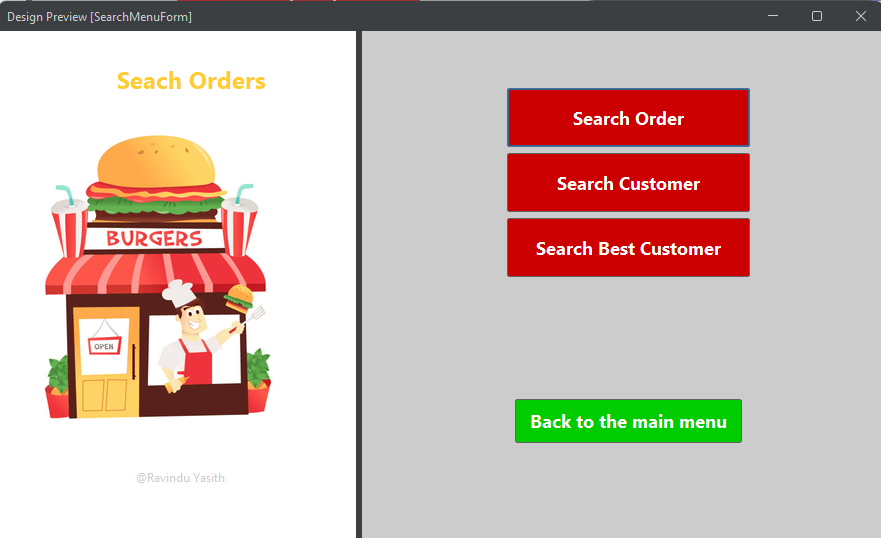 Design Preview [SearchMenuForm]
Seach Orders
BURGERS
OPEN
@Ravindu Yasith
Search Order
Search Customer
Search Best Customer
Back to the main menu